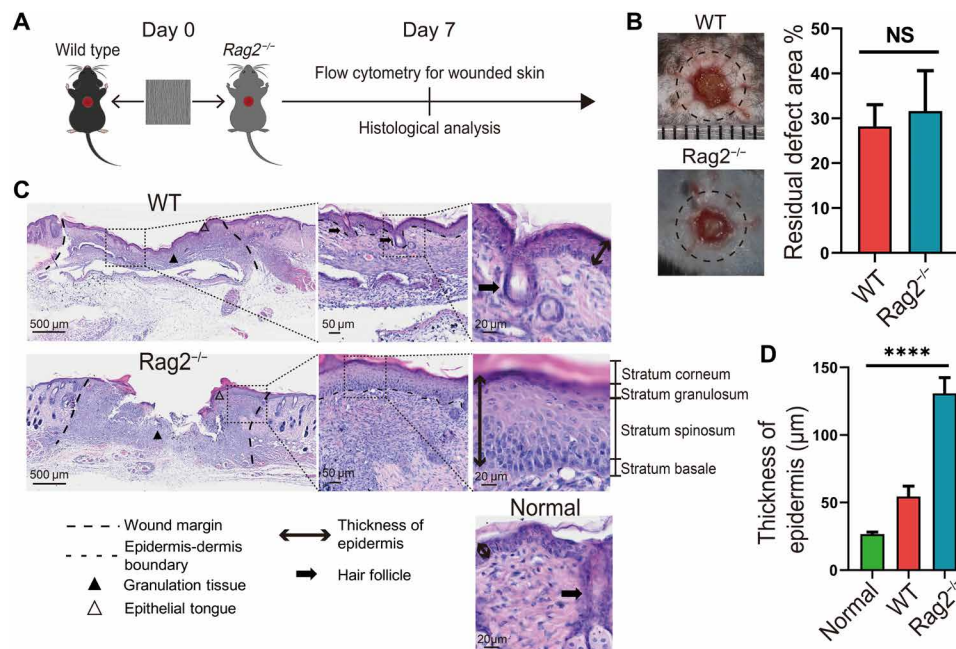 A
Day 0
Day 7
Wild type
Rag2⁻/⁻
Flow cytometry for wounded skin
Histological analysis
B
WT
Rag2⁻/⁻
NS
Residual defect area %
50
40
30
20
10
0
WT
Rag2⁻/⁻
C
WT
500 µm
50 µm
20 µm
Rag2⁻/⁻
500 µm
50 µm
20 µm
Stratum corneum
Stratum granulosum
Stratum spinosum
Stratum basale
Wound margin
Epidermis-dermis
boundary
Granulation tissue
Epithelial tongue
Thickness of
epidermis
Hair follicle
Normal
20µm
D
****
Thickness of
epidermis (µm)
150
100
50
0
Normal
WT
Rag2⁻/⁻